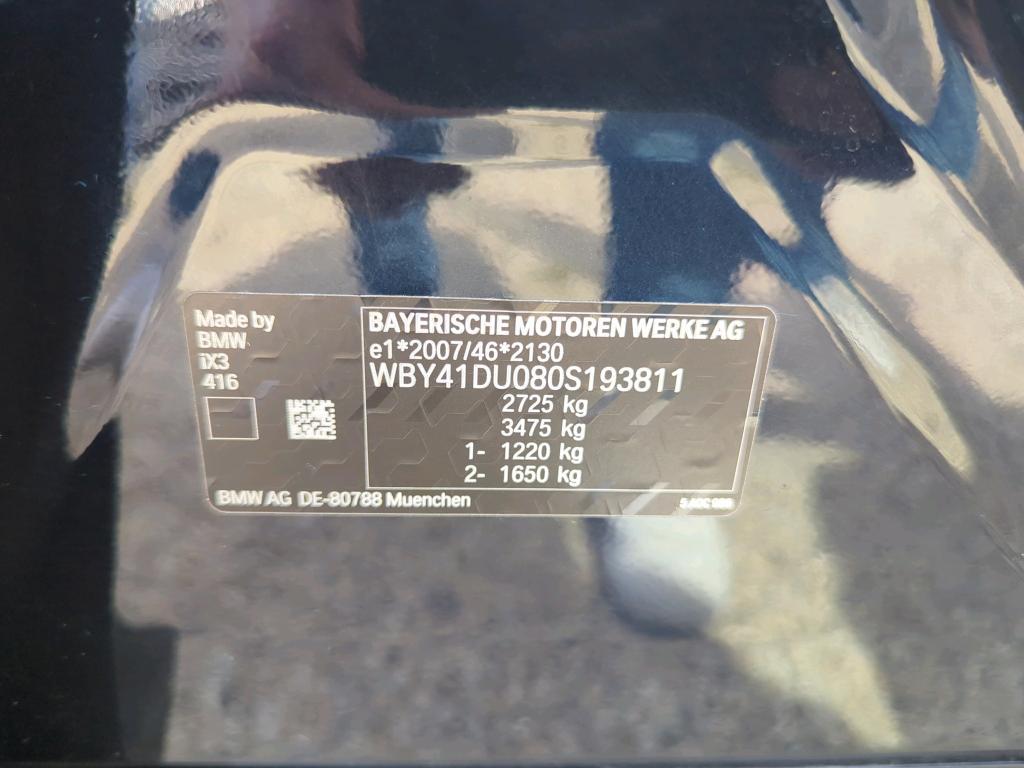 Made by
BMW
iX3
416
BAYERISCHE MOTOREN WERKE AG
e1*2007/46*2130
WBY41DU080S193811
2725 kg
3475 kg
1- 1220 kg
2- 1650 kg
BMW AG DE-80788 Muenchen